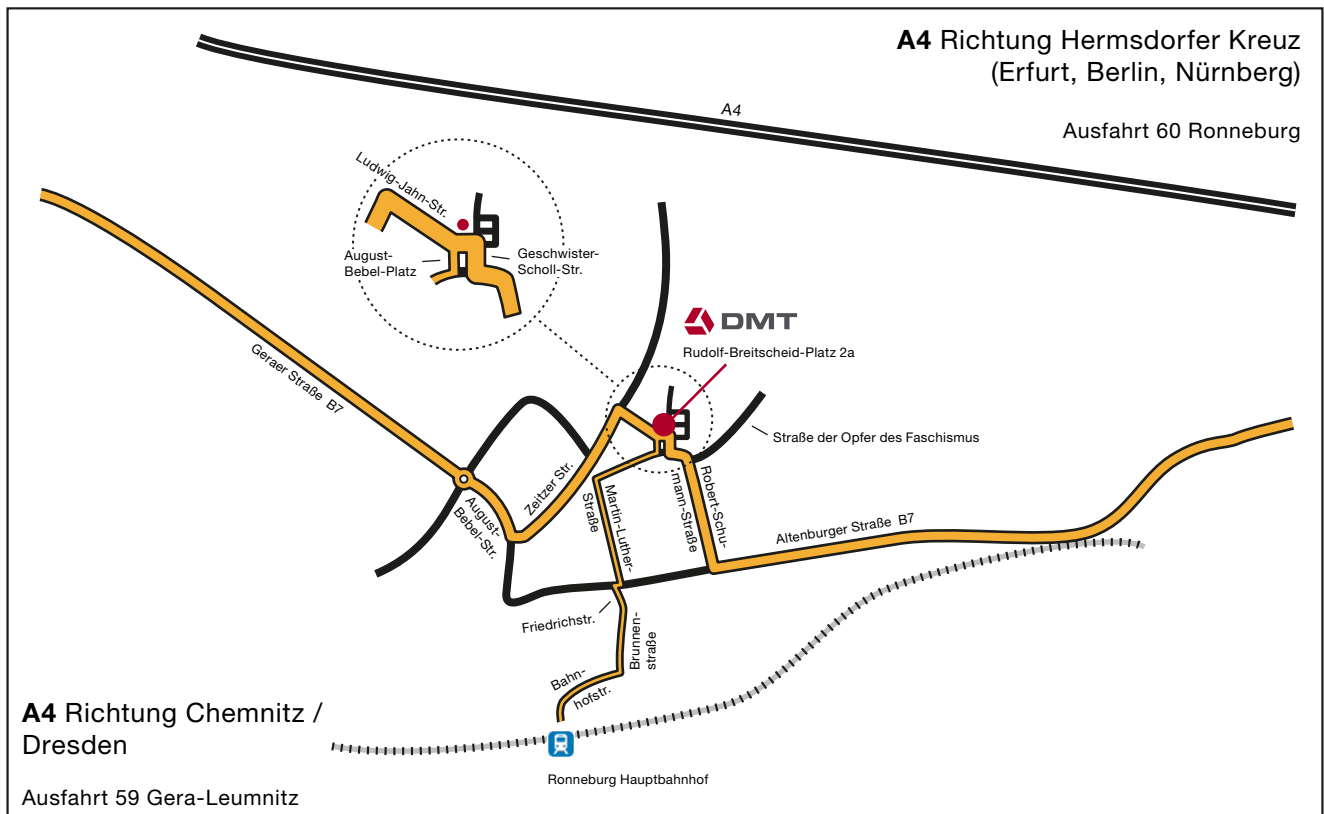 A4 Richtung Hermsdorfer Kreuz
(Erfurt, Berlin, Nürnberg)
Ausfahrt 60 Ronneburg
A4
Ludwig-Jahn-Str.
August-
Bebel-Platz
Geschwister-
Scholl-Str.
DMT
Rudolf-Breitscheid-Platz 2a
Geraer Straße B7
Straße der Opfer des Faschismus
Zeitzer Str.
August-
Bebel-Str.
Martin-Luther-
Straße
Robert-Schu-
mann-Straße
Altenburger Straße B7
Friedrichstr.
Brunnen-
straße
Bahn-
hofstr.
Ronneburg Hauptbahnhof
A4 Richtung Chemnitz /
Dresden
Ausfahrt 59 Gera-Leumnitz